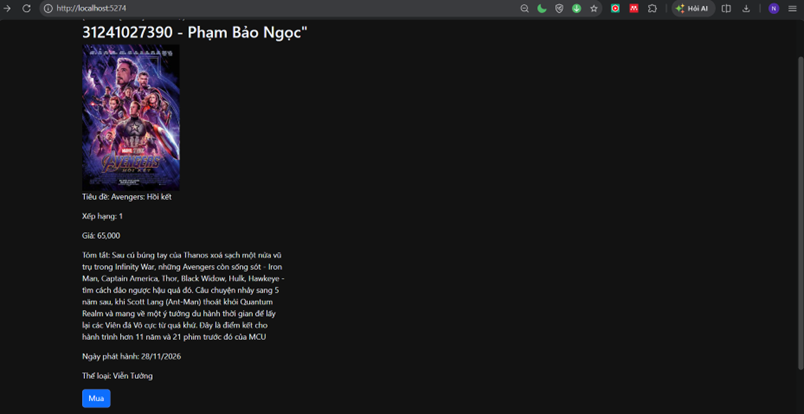 http://localhost:5274
Hỏi AI
N
31241027390 - Phạm Bảo Ngọc"
AVENGERS
HỒI KẾT
Tiêu đề: Avengers: Hồi kết
Xếp hạng: 1
Giá: 65,000
Tóm tắt: Sau cú búng tay của Thanos xoá sạch một nửa vũ
trụ trong Infinity War, những Avengers còn sống sót - Iron
Man, Captain America, Thor, Black Widow, Hulk, Hawkeye -
tìm cách đảo ngược hậu quả đó. Câu chuyện nhảy sang 5
năm sau, khi Scott Lang (Ant-Man) thoát khỏi Quantum
Realm và mang về một ý tưởng du hành thời gian để lấy
lại các Viên đá Vô cực từ quá khứ. Đây là điểm kết cho
hành trình hơn 11 năm và 21 phim trước đó của MCU
Ngày phát hành: 28/11/2026
Thể loại: Viễn Tưởng
Mua